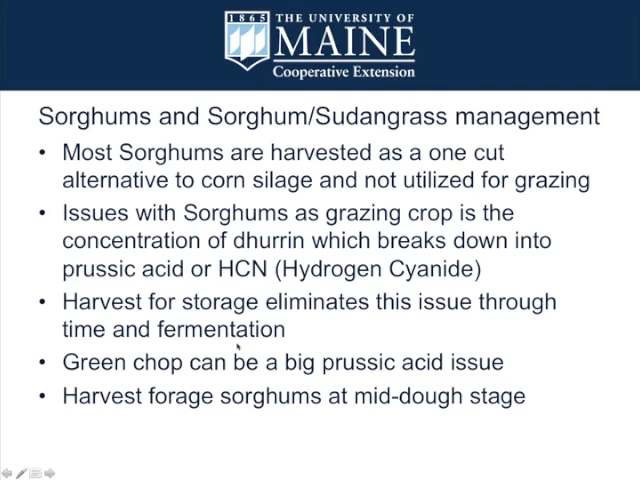 1865
THE UNIVERSITY OF
MAINE
Cooperative Extension
Sorghums and Sorghum/Sudangrass management
• Most Sorghums are harvested as a one cut
alternative to corn silage and not utilized for grazing
• Issues with Sorghums as grazing crop is the
concentration of dhurrin which breaks down into
prussic acid or HCN (Hydrogen Cyanide)
• Harvest for storage eliminates this issue through
time and fermentation
• Green chop can be a big prussic acid issue
• Harvest forage sorghums at mid-dough stage